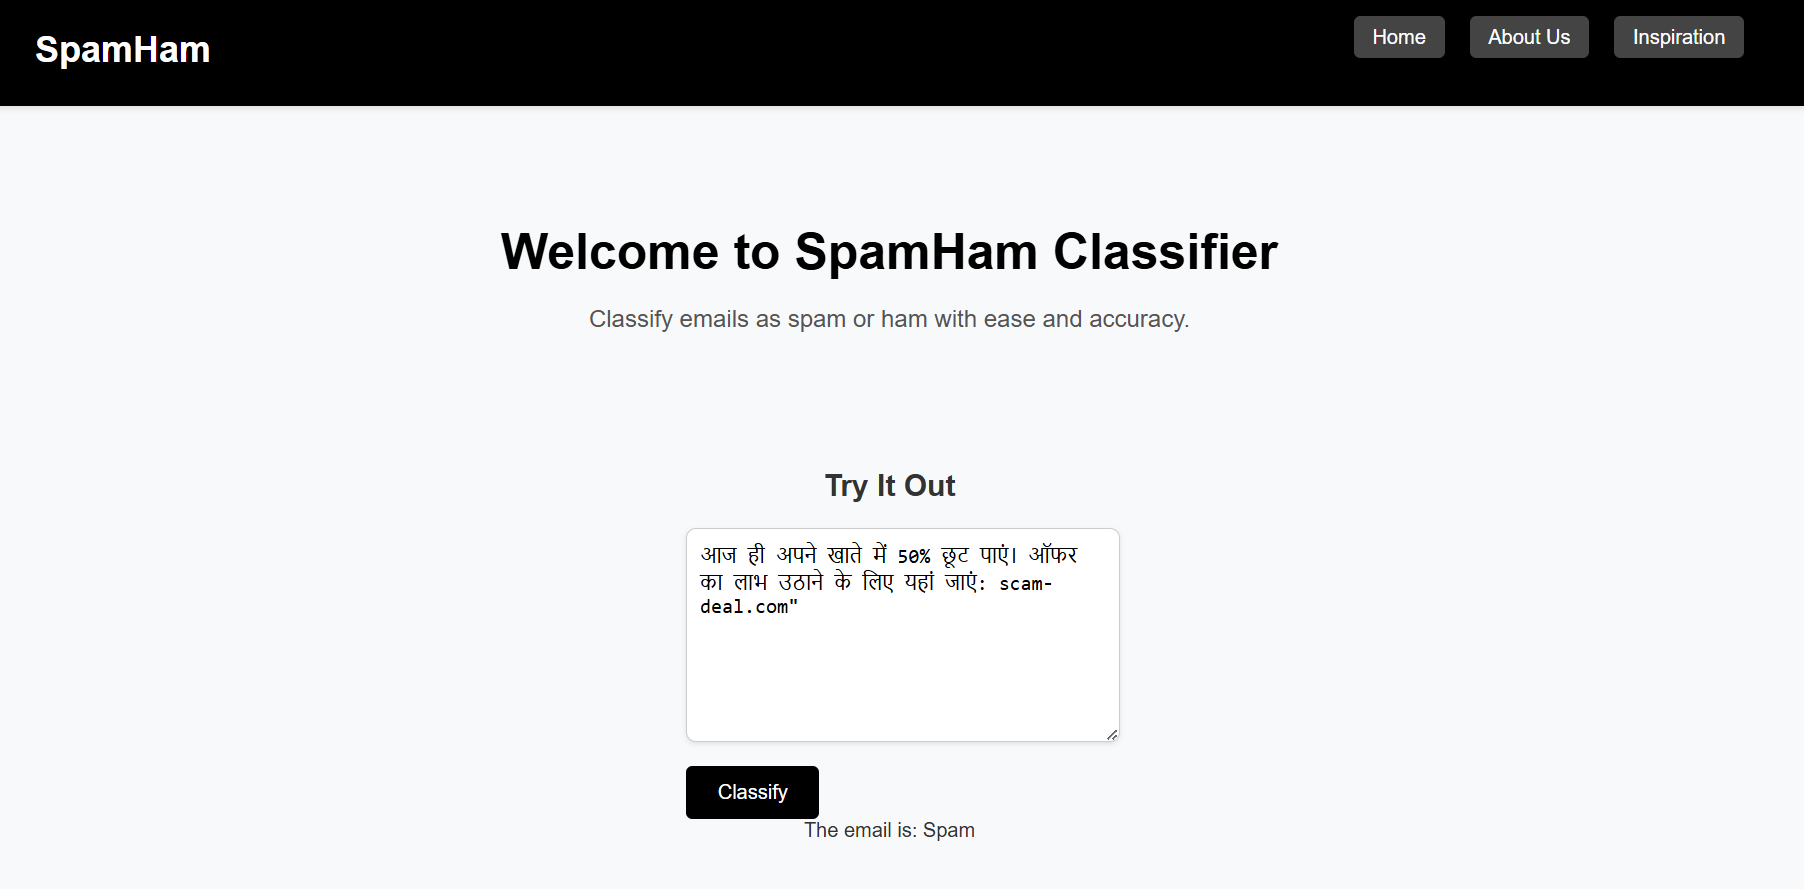 SpamHam
Home
About Us
Inspiration
Welcome to SpamHam Classifier
Classify emails as spam or ham with ease and accuracy.
Try It Out
आज ही अपने खाते में 50% छूट पाएं। ऑफर
का लाभ उठाने के लिए यहां जाएं: scam-
deal.com"
Classify
The email is: Spam